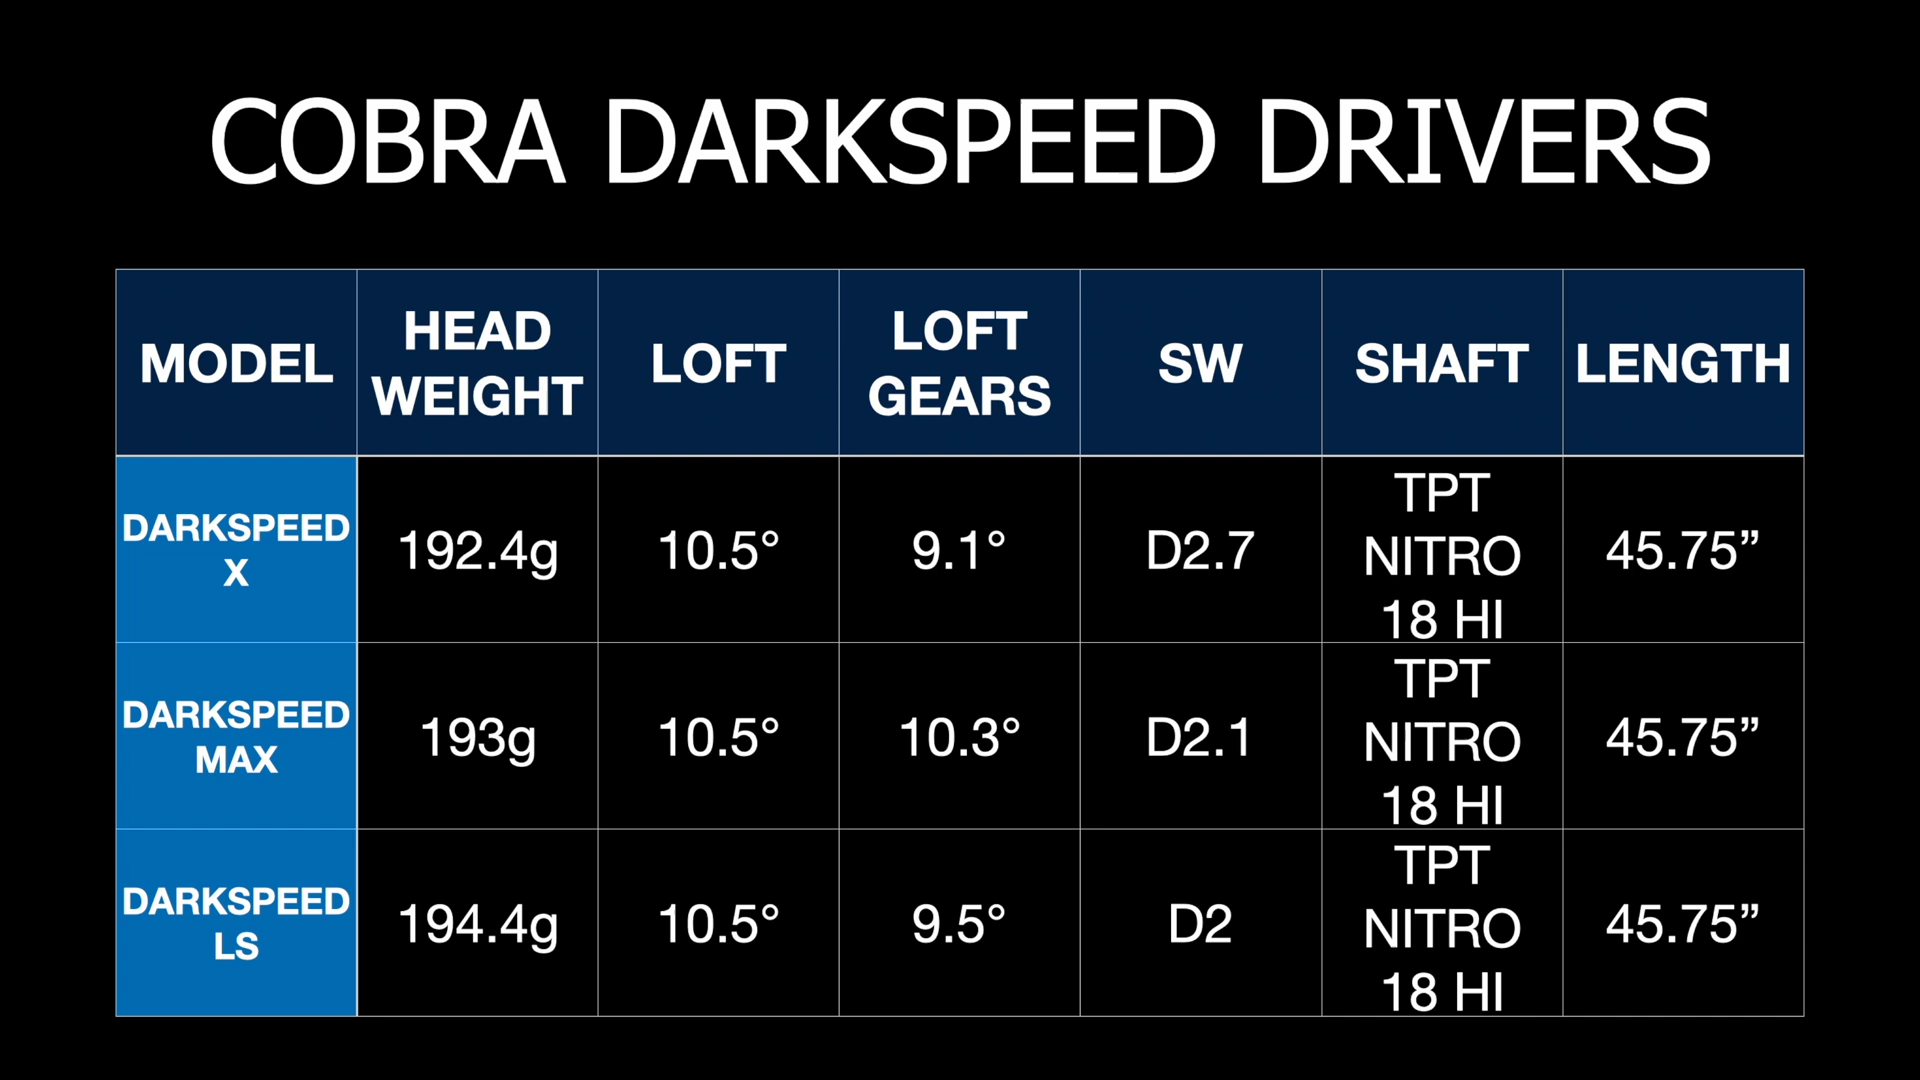 COBRA DARKSPEED DRIVERS
MODEL
HEAD
WEIGHT
LOFT
LOFT
GEARS
SW
SHAFT
LENGTH
DARKSPEED
X
192.4g
10.5°
9.1°
D2.7
TPT
NITRO
18 HI
45.75”
DARKSPEED
MAX
193g
10.5°
10.3°
D2.1
TPT
NITRO
18 HI
45.75”
DARKSPEED
LS
194.4g
10.5°
9.5°
D2
TPT
NITRO
18 HI
45.75”